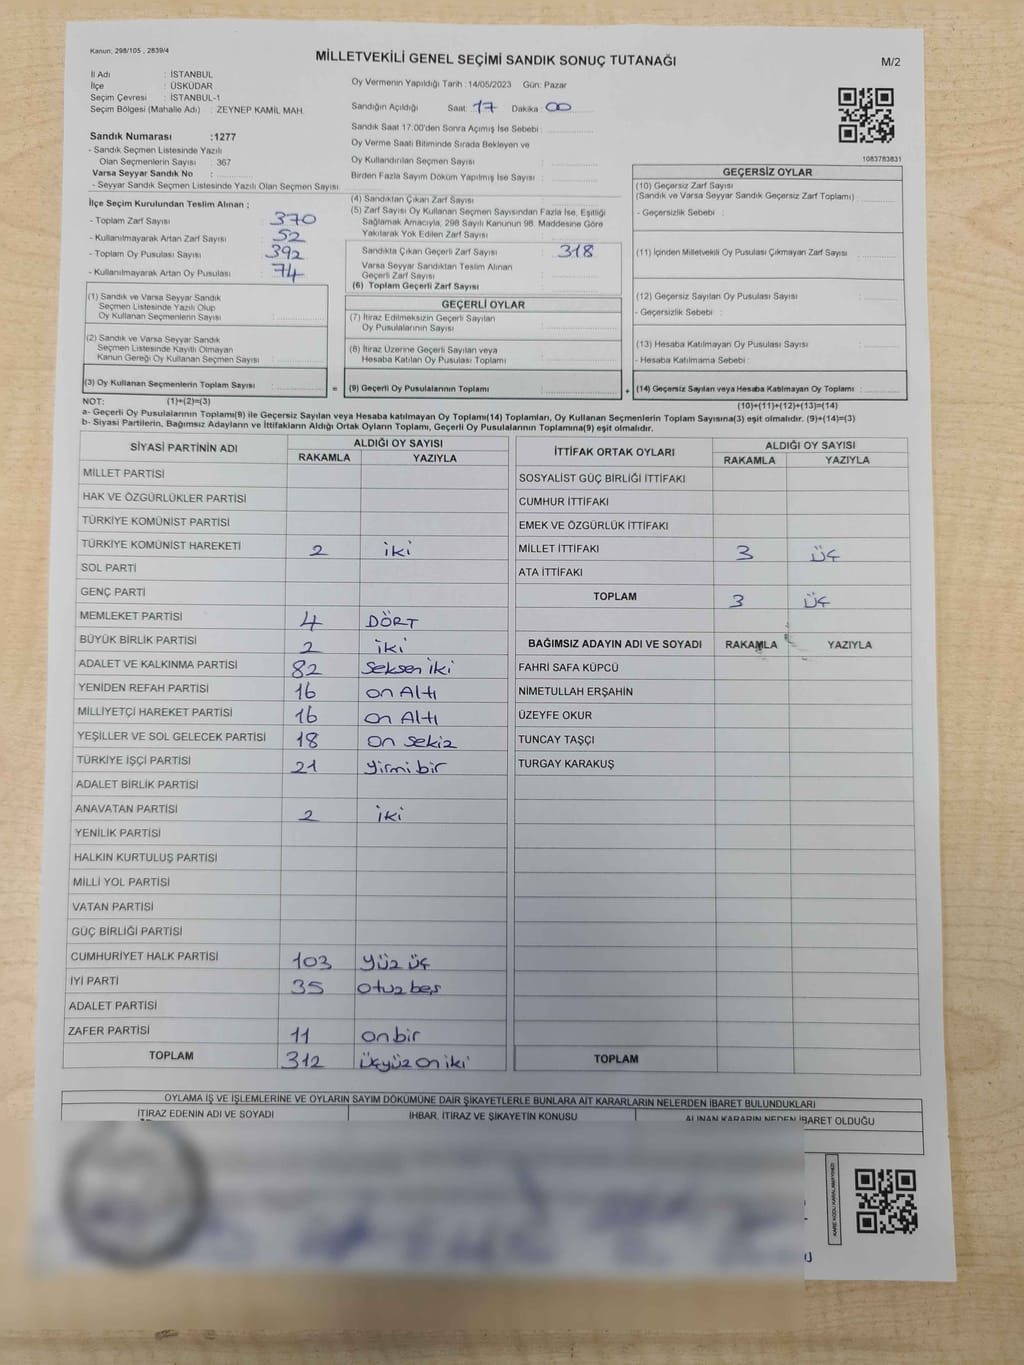 Kanun: 298/105 , 2839/4
MİLLETVEKİLİ GENEL SEÇİMİ SANDIK SONUÇ TUTANAĞI
M/2
İl Adı : İSTANBUL
İlçe : ÜSKÜDAR
Seçim Çevresi : İSTANBUL-1
Seçim Bölgesi (Mahalle Adı) : ZEYNEP KAMİL MAH.
Sandık Numarası :1277
- Sandık Seçmen Listesinde Yazılı
Olan Seçmenlerin Sayısı : 367
Varsa Seyyar Sandık No :
- Seyyar Sandık Seçmen Listesinde Yazılı Olan Seçmen Sayısı:
İlçe Seçim Kurulundan Teslim Alınan ;
- Toplam Zarf Sayısı : 370
- Kullanılmayarak Artan Zarf Sayısı : 52
- Toplam Oy Pusulası Sayısı : 392
- Kullanılmayarak Artan Oy Pusulası : 74
Oy Vermenin Yapıldığı Tarih :14/05/2023 Gün: Pazar
Sandığın Açıldığı Saat: 17 Dakika: 00
Sandık Saat 17.00'den Sonra Açımış İse Sebebi :
Oy Verme Saati Bitiminde Sırada Bekleyen ve
Oy Kullandırılan Seçmen Sayısı :
Birden Fazla Sayım Döküm Yapılmış İse Sayısı :
(4) Sandıktan Çıkan Zarf Sayısı :
(5) Zarf Sayısı Oy Kullanan Seçmen Sayısından Fazla İse, Eşitliği
Sağlamak Amacıyla, 298 Sayılı Kanunun 98. Maddesine Göre
Yakılarak Yok Edilen Zarf Sayısı :
Sandıkta Çıkan Geçerli Zarf Sayısı : 318
Varsa Seyyar Sandıktan Teslim Alınan
Geçerli Zarf Sayısı :
(6) Toplam Geçerli Zarf Sayısı :
GEÇERSİZ OYLAR
(10) Geçersiz Zarf Sayısı
(Sandık ve Varsa Seyyar Sandık Geçersiz Zarf Toplamı) :
- Geçersizlik Sebebi :
(11) İçinden Milletvekili Oy Pusulası Çıkmayan Zarf Sayısı :
(12) Geçersiz Sayılan Oy Pusulası Sayısı :
- Geçersizlik Sebebi :
(13) Hesaba Katılmayan Oy Pusulası Sayısı :
- Hesaba Katılmama Sebebi :
1083783831
(1) Sandık ve Varsa Seyyar Sandık
Seçmen Listesinde Yazılı Olup
Oy Kullanan Seçmenlerin Sayısı :
(2) Sandık ve Varsa Seyyar Sandık
Seçmen Listesinde Kayıtlı Olmayan
Kanun Gereği Oy Kullanan Seçmen Sayısı :
GEÇERLİ OYLAR
(7) İtiraz Edilmeksizin Geçerli Sayılan
Oy Pusulalarının Sayısı :
(8) İtiraz Üzerine Geçerli Sayılan veya
Hesaba Katılan Oy Pusulası Toplamı :
(3) Oy Kullanan Seçmenlerin Toplam Sayısı : = (9) Geçerli Oy Pusulalarının Toplamı : + (14) Geçersiz Sayılan veya Hesaba Katılmayan Oy Toplamı :
NOT: (1)+(2)=(3) (10)+(11)+(12)+(13)=(14)
a- Geçerli Oy Pusulalarının Toplamı(9) ile Geçersiz Sayılan veya Hesaba katılmayan Oy Toplamı(14) Toplamları, Oy Kullanan Seçmenlerin Toplam Sayısına(3) eşit olmalıdır. (9)+(14)=(3)
b- Siyasi Partilerin, Bağımsız Adayların ve İttifakların Aldığı Ortak Oyların Toplamı, Geçerli Oy Pusulalarının Toplamına(9) eşit olmalıdır.
SİYASİ PARTİNİN ADI ALDIĞI OY SAYISI
RAKAMLA YAZIYLA
MİLLET PARTİSİ
HAK VE ÖZGÜRLÜKLER PARTİSİ
TÜRKİYE KOMÜNİST PARTİSİ
TÜRKİYE KOMÜNİST HAREKETİ 2 iki
SOL PARTİ
GENÇ PARTİ
MEMLEKET PARTİSİ 4 DÖRT
BÜYÜK BİRLİK PARTİSİ 2 iki
ADALET VE KALKINMA PARTİSİ 82 Seksen iki
YENİDEN REFAH PARTİSİ 16 on Altı
MİLLİYETÇİ HAREKET PARTİSİ 16 on Altı
YEŞİLLER VE SOL GELECEK PARTİSİ 18 on sekiz
TÜRKİYE İŞÇİ PARTİSİ 21 yirmi bir
ADALET BİRLİK PARTİSİ
ANAVATAN PARTİSİ 2 iki
YENİLİK PARTİSİ
HALKIN KURTULUŞ PARTİSİ
MİLLİ YOL PARTİSİ
VATAN PARTİSİ
GÜÇ BİRLİĞİ PARTİSİ
CUMHURİYET HALK PARTİSİ 103 yüz üç
İYİ PARTİ 35 otuz beş
ADALET PARTİSİ
ZAFER PARTİSİ 11 on bir
TOPLAM 312 üçyüz on iki
İTTİFAK ORTAK OYLARI ALDIĞI OY SAYISI
RAKAMLA YAZIYLA
SOSYALİST GÜÇ BİRLİĞİ İTTİFAKI
CUMHUR İTTİFAKI
EMEK VE ÖZGÜRLÜK İTTİFAKI
MİLLET İTTİFAKI 3 üç
ATA İTTİFAKI
TOPLAM 3 üç
BAĞIMSIZ ADAYIN ADI VE SOYADI RAKAMLA YAZIYLA
FAHRİ SAFA KÜPCÜ
NİMETULLAH ERŞAHİN
ÜZEYFE OKUR
TUNCAY TAŞÇI
TURGAY KARAKUŞ
TOPLAM
OYLAMA İŞ VE İŞLEMLERİNE VE OYLARIN SAYIM DÖKÜMÜNE DAİR ŞİKAYETLERLE BUNLARA AİT KARARLARIN NELERDEN İBARET BULUNDUKLARI
İTİRAZ EDENİN ADI VE SOYADI İHBAR, İTİRAZ VE ŞİKAYETİN KONUSU ALINAN KARARIN NEDEN İBARET OLDUĞU
KARE KODU KARALAMAYINIZ!